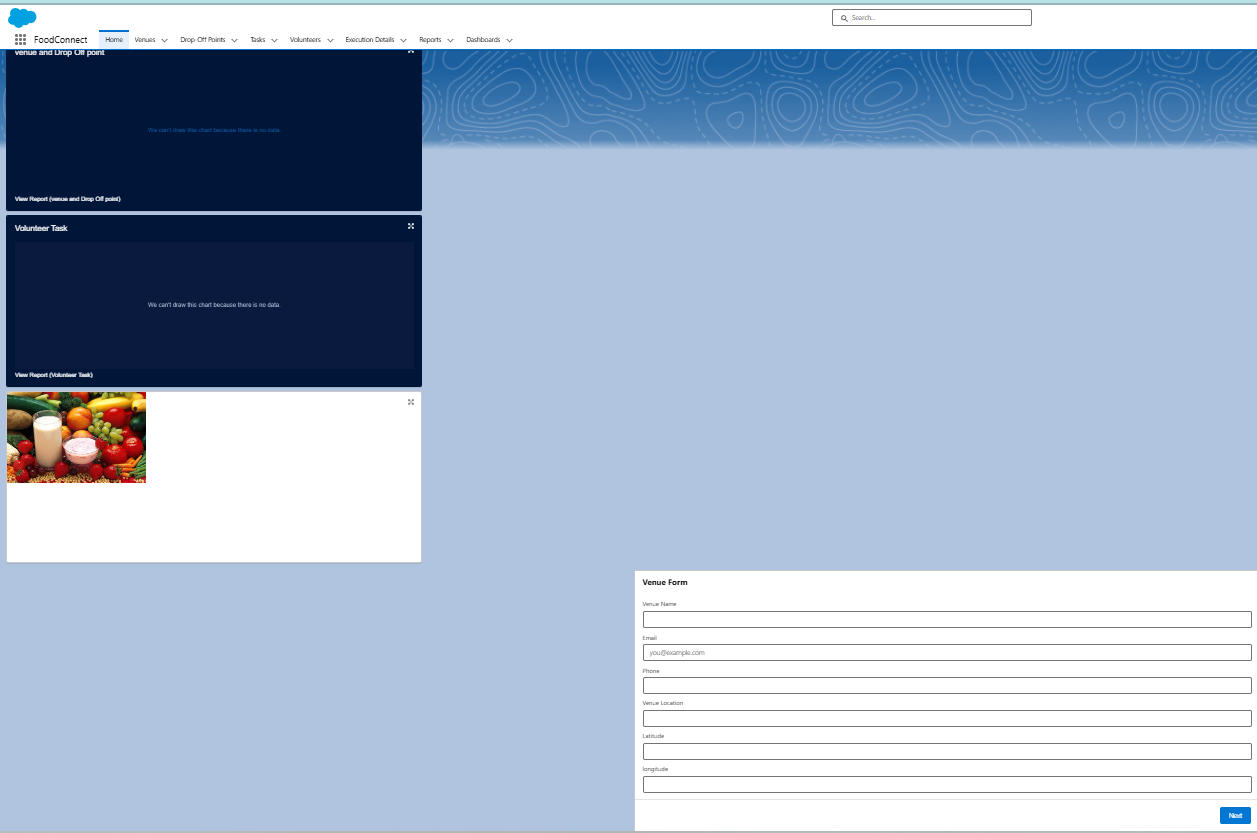 Search...
FoodConnect Home Venues Drop-Off Points Tasks Volunteers Execution Details Reports Dashboards
venue and Drop Off point
We can't draw this chart because there is no data.
View Report (venue and Drop Off point)
Volunteer Task
We can't draw this chart because there is no data.
View Report (Volunteer Task)
Venue Form
Venue Name
Email
you@example.com
Phone
Venue Location
Latitude
longitude
Next